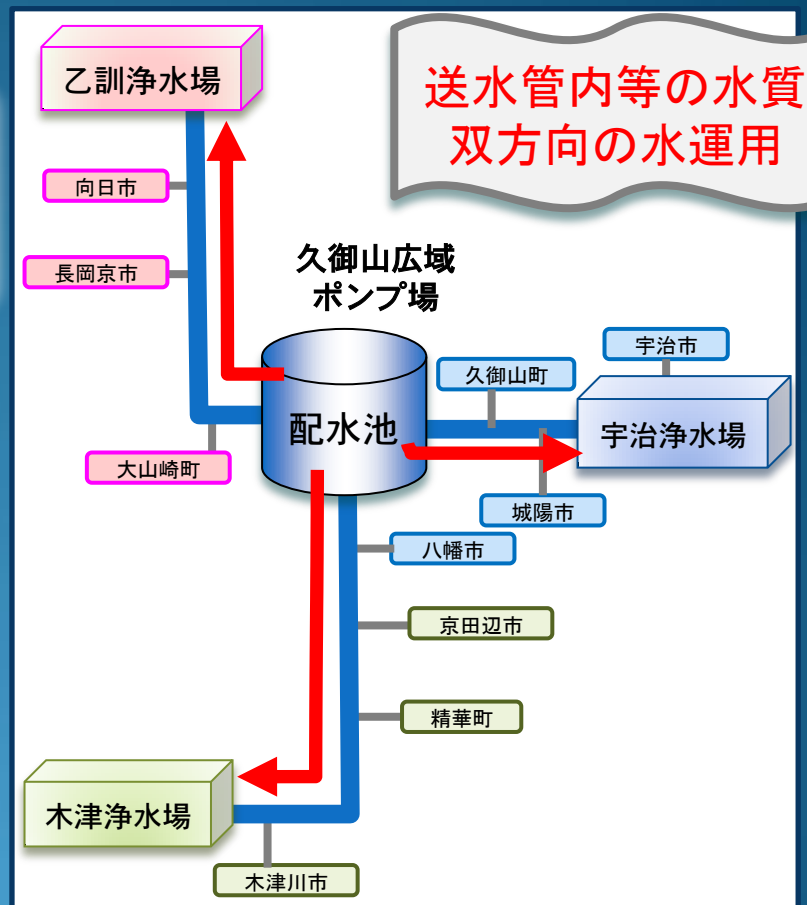 乙訓浄水場
送水管内等の水質
双方向の水運用
向日市
長岡京市
久御山広域
ポンプ場
宇治市
久御山町
配水池
宇治浄水場
大山崎町
城陽市
八幡市
京田辺市
精華町
木津浄水場
木津川市